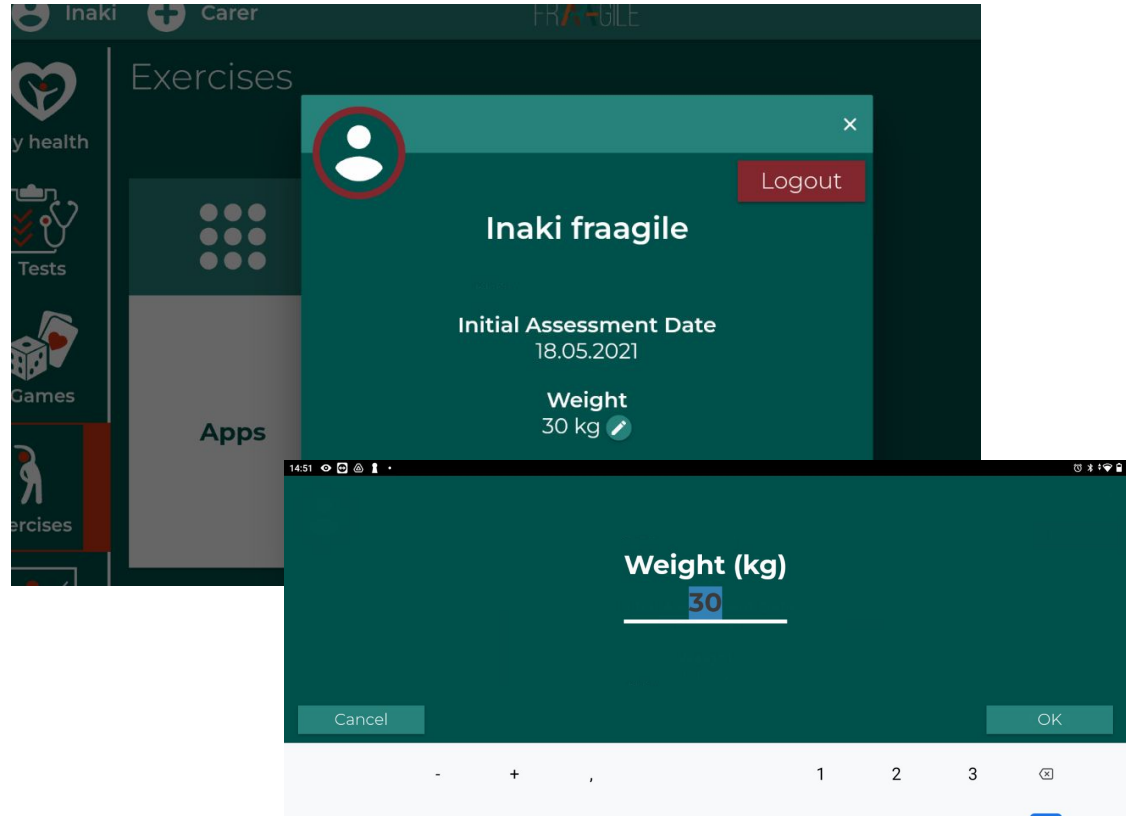 Inaki
Carer
FRAAGILE
Exercises
y health
Logout
Inaki fraagile
Tests
Initial Assessment Date
18.05.2021
Games
Weight
30 kg
Apps
ercises
14:51
Weight (kg)
30
Cancel
OK
- + , 1 2 3